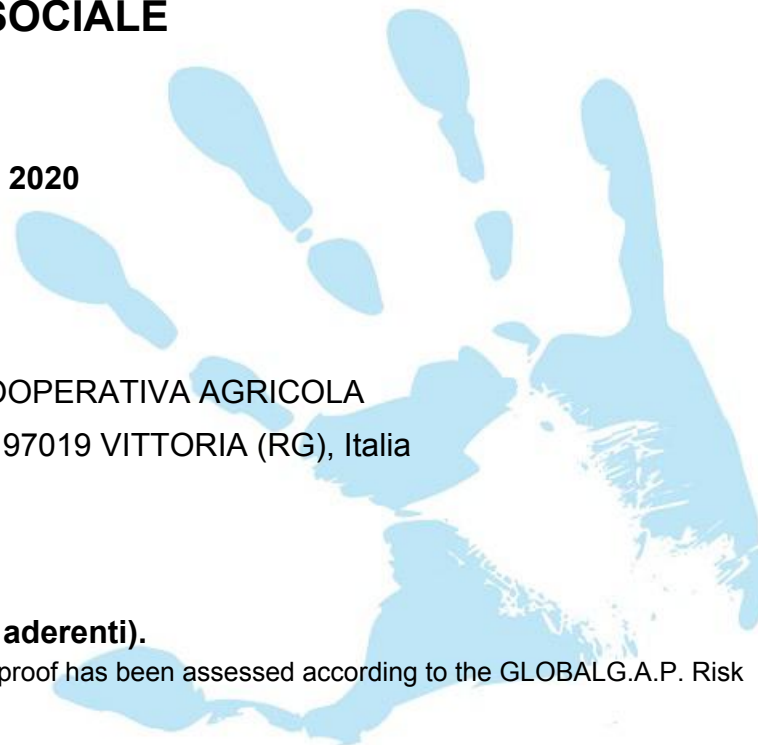 SOCIALE
2020
OOPERATIVA AGRICOLA
97019 VITTORIA (RG), Italia
aderenti).
proof has been assessed according to the GLOBALG.A.P. Risk